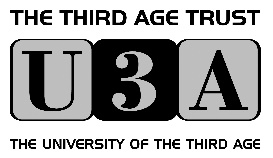 THE THIRD AGE TRUST
U3A
THE UNIVERSITY OF THE THIRD AGE